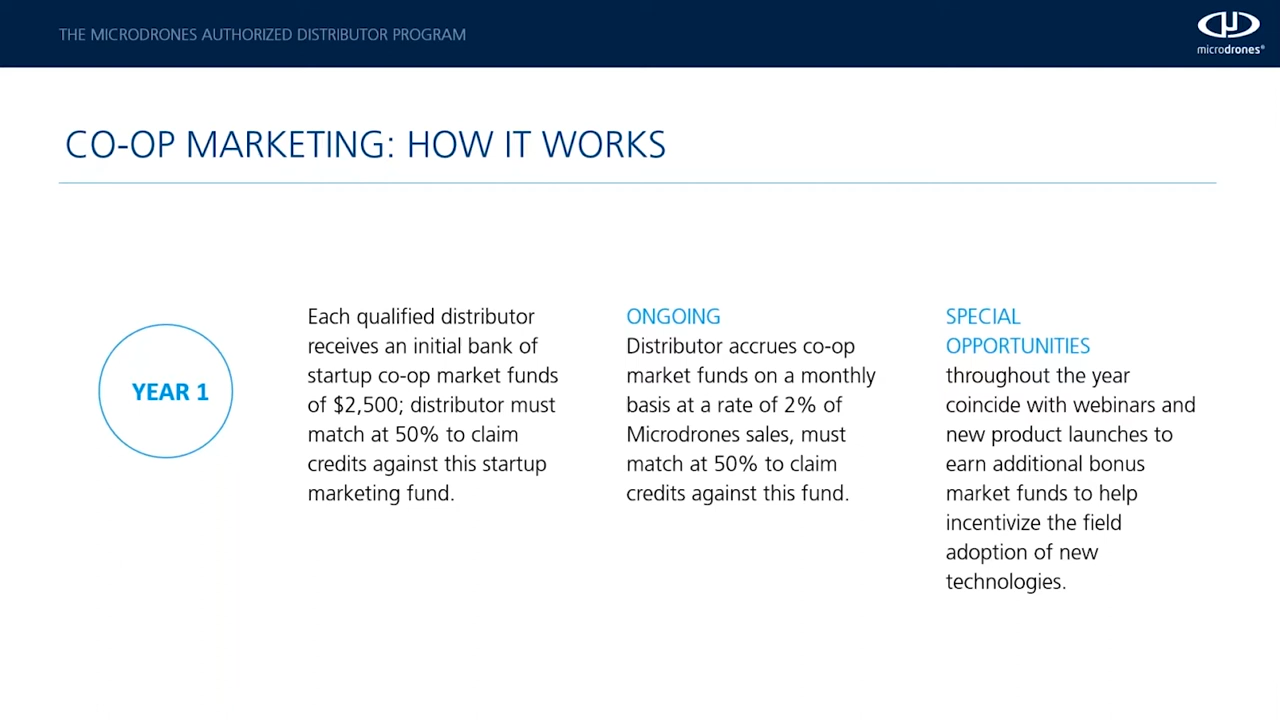 THE MICRODRONES AUTHORIZED DISTRIBUTOR PROGRAM
microdrones®
CO-OP MARKETING: HOW IT WORKS
YEAR 1
Each qualified distributor
receives an initial bank of
startup co-op market funds
of $2,500; distributor must
match at 50% to claim
credits against this startup
marketing fund.
ONGOING
Distributor accrues co-op
market funds on a monthly
basis at a rate of 2% of
Microdrones sales, must
match at 50% to claim
credits against this fund.
SPECIAL
OPPORTUNITIES
throughout the year
coincide with webinars and
new product launches to
earn additional bonus
market funds to help
incentivize the field
adoption of new
technologies.